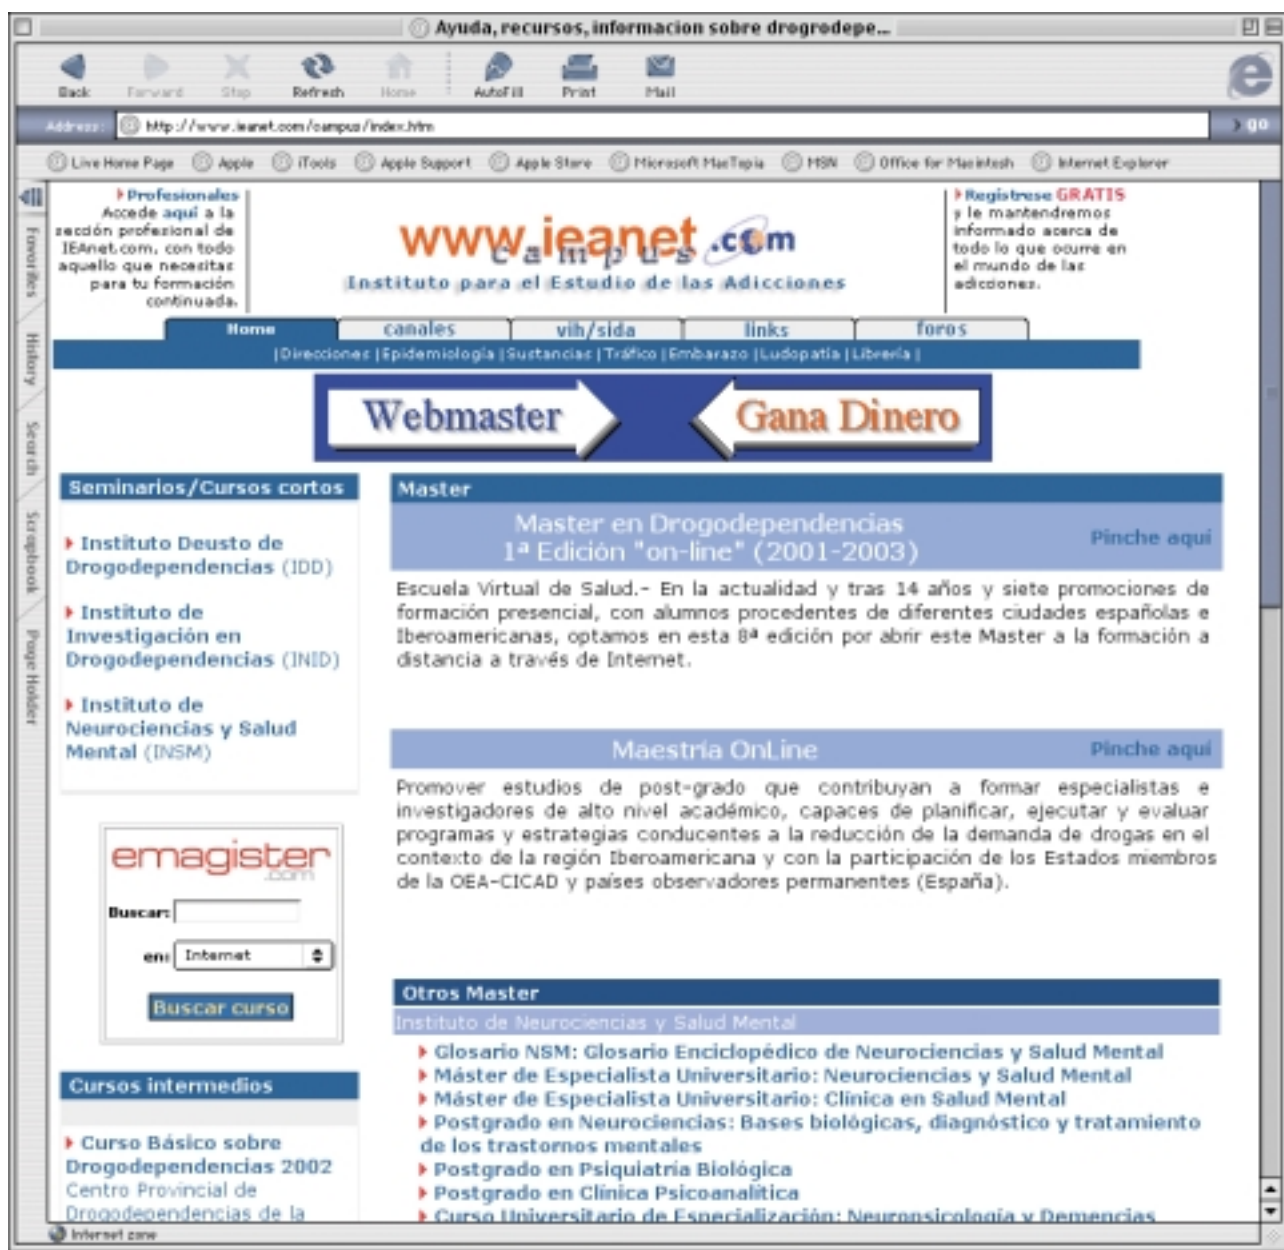 Ayuda, recursos, informacion sobre drogrodepe...
Back Forward Stop Refresh Home AutoFill Print Mail
Address: http://www.ieanet.com/campus/index.htm go
Live Home Page Apple iTools Apple Support Apple Store Microsoft MacTopia MSN Office for Macintosh Internet Explorer
Favorites
History
Search
Scrapbook
Page Holder
Profesionales
Accede aquí a la
sección profesional de
IEAnet.com, con todo
aquello que necesitas
para tu formación
continuada.
www.ieanet.com
campus
Instituto para el Estudio de las Adicciones
Regístrese GRATIS
y le mantendremos
informado acerca de
todo lo que ocurre en
el mundo de las
adicciones.
Home canales vih/sida links foros
|Direcciones |Epidemiología |Sustancias |Tráfico |Embarazo |Ludopatía |Librería |
Webmaster Gana Dinero
Seminarios/Cursos cortos
Instituto Deusto de
Drogodependencias (IDD)
Instituto de
Investigación en
Drogodependencias (INID)
Instituto de
Neurociencias y Salud
Mental (INSM)
emagister
.com
Buscar:
en: Internet
Buscar curso
Cursos intermedios
Curso Básico sobre
Drogodependencias 2002
Centro Provincial de
Drogodependencias de la
Master
Master en Drogodependencias
1ª Edición "on-line" (2001-2003)
Pinche aquí
Escuela Virtual de Salud.- En la actualidad y tras 14 años y siete promociones de
formación presencial, con alumnos procedentes de diferentes ciudades españolas e
Iberoamericanas, optamos en esta 8ª edición por abrir este Master a la formación a
distancia a través de Internet.
Maestría OnLine Pinche aquí
Promover estudios de post-grado que contribuyan a formar especialistas e
investigadores de alto nivel académico, capaces de planificar, ejecutar y evaluar
programas y estrategias conducentes a la reducción de la demanda de drogas en el
contexto de la región Iberoamericana y con la participación de los Estados miembros
de la OEA-CICAD y países observadores permanentes (España).
Otros Master
Instituto de Neurociencias y Salud Mental
Glosario NSM: Glosario Enciclopédico de Neurociencias y Salud Mental
Máster de Especialista Universitario: Neurociencias y Salud Mental
Máster de Especialista Universitario: Clínica en Salud Mental
Postgrado en Neurociencias: Bases biológicas, diagnóstico y tratamiento
de los trastornos mentales
Postgrado en Psiquiatría Biológica
Postgrado en Clínica Psicoanalítica
Curso Universitario de Especialización: Neuropsicología y Demencias
Internet zone